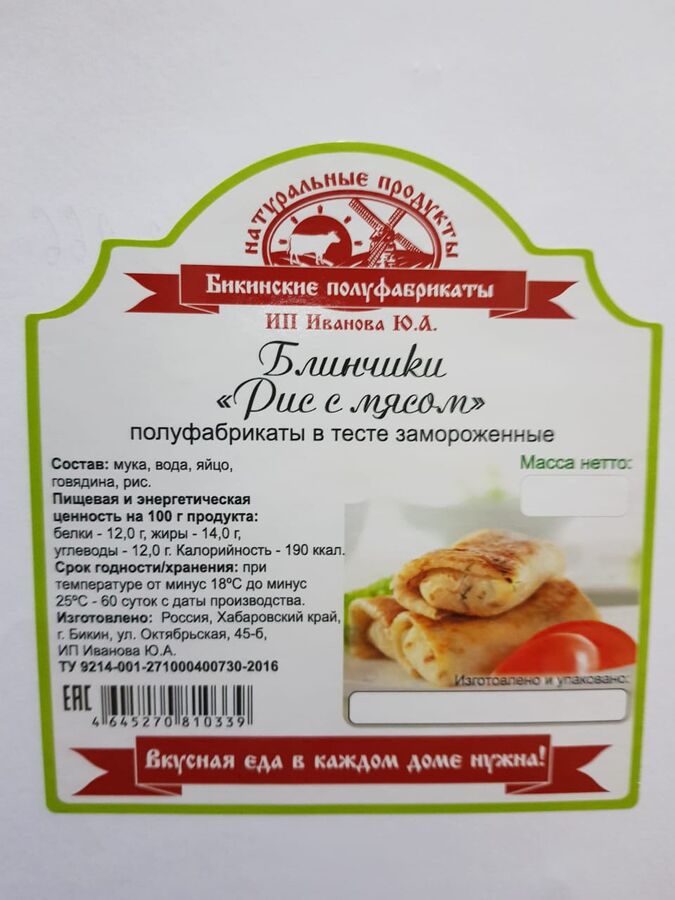 НАТУРАЛЬНЫЕ ПРОДУКТЫ
Бикинские полуфабрикаты
ИП Иванова Ю.А.
Блинчики
«Рис с мясом»
полуфабрикаты в тесте замороженные
Состав: мука, вода, яйцо,
говядина, рис.
Пищевая и энергетическая
ценность на 100 г продукта:
белки - 12,0 г, жиры - 14,0 г,
углеводы - 12,0 г. Калорийность - 190 ккал.
Срок годности/хранения: при
температуре от минус 18ºС до минус
25ºС - 60 суток с даты производства.
Изготовлено: Россия, Хабаровский край,
г. Бикин, ул. Октябрьская, 45-б,
ИП Иванова Ю.А.
ТУ 9214-001-271000400730-2016
Масса нетто:
Изготовлено и упаковано:
ЕАС
4 645270 810339
Вкусная еда в каждом доме нужна!